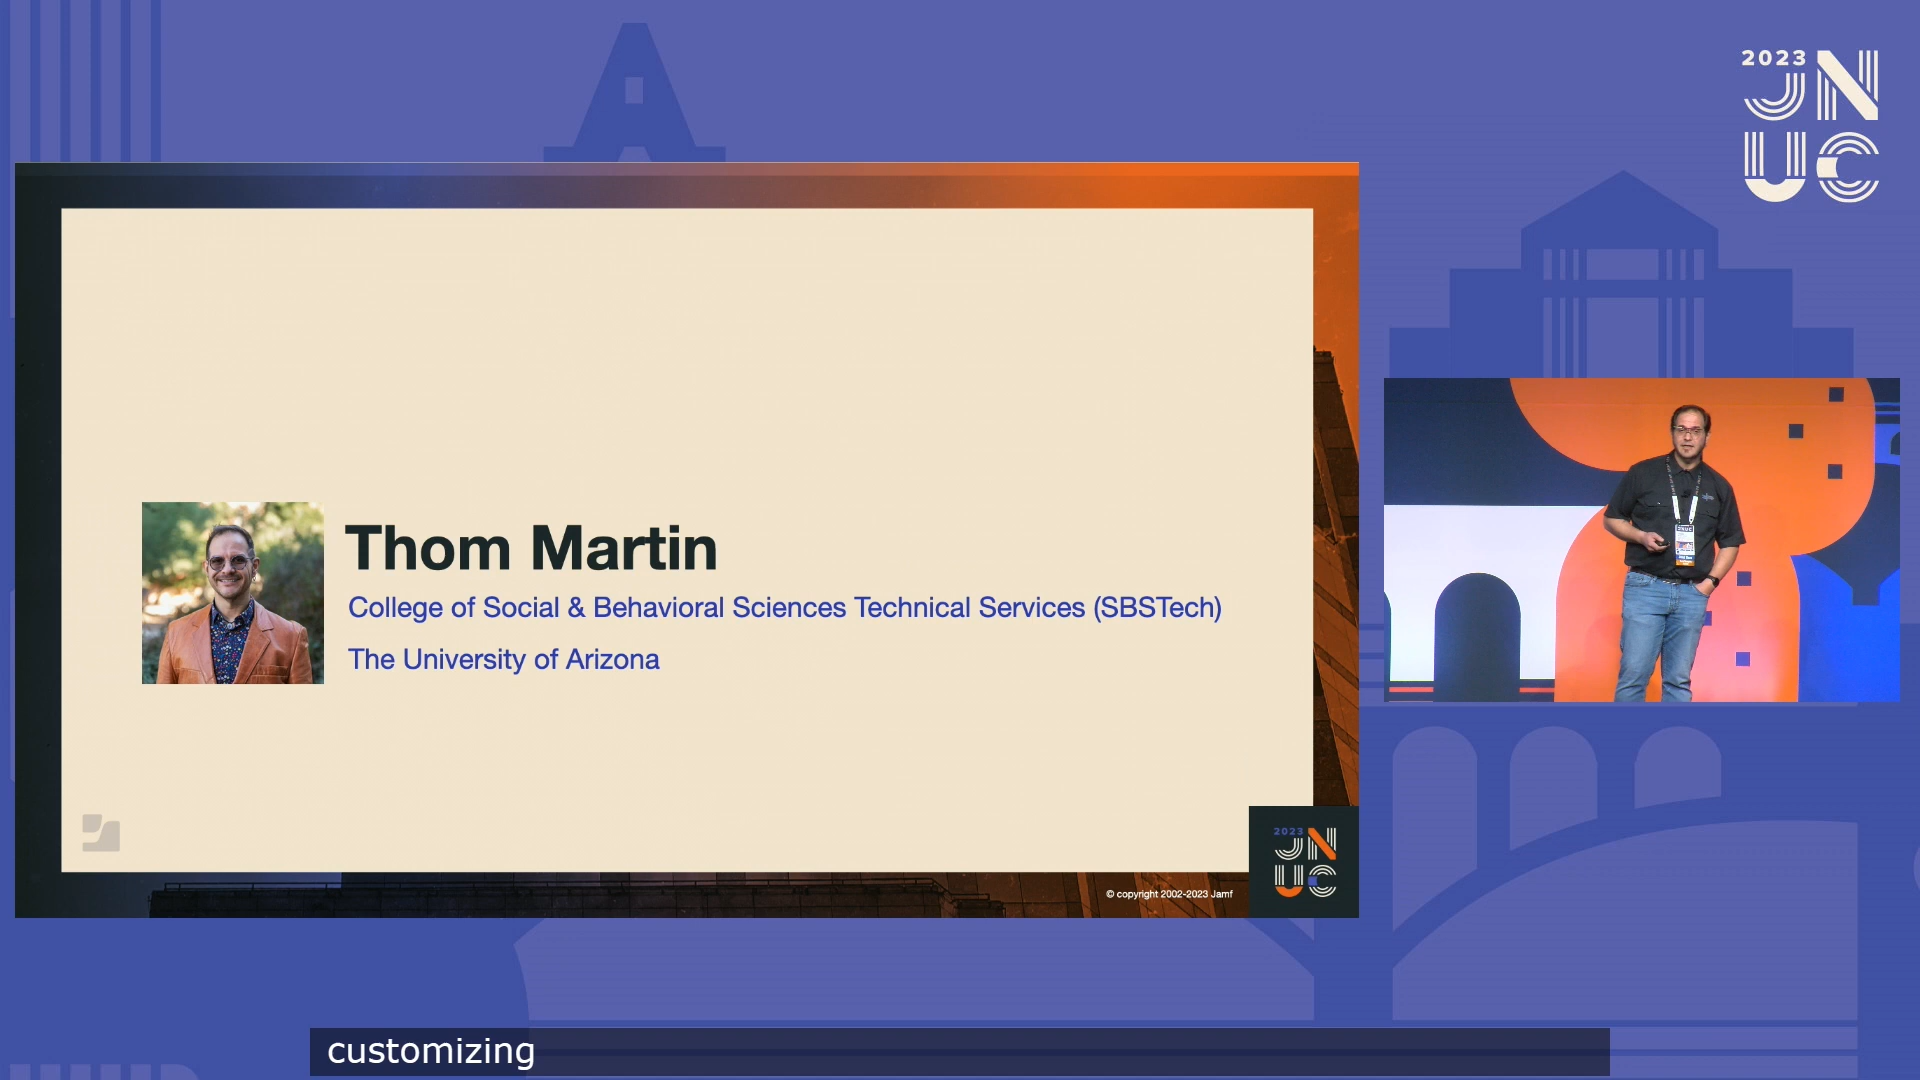 2023
JN
UC
Thom Martin
College of Social & Behavioral Sciences Technical Services (SBSTech)
The University of Arizona
2023
JN
UC
© copyright 2002-2023 Jamf
customizing